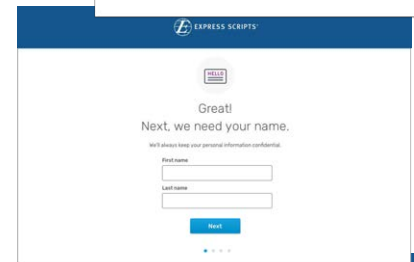 EXPRESS SCRIPTS®
HELLO
Great!
Next, we need your name.
We'll always keep your personal information confidential.
First name
Last name
Next